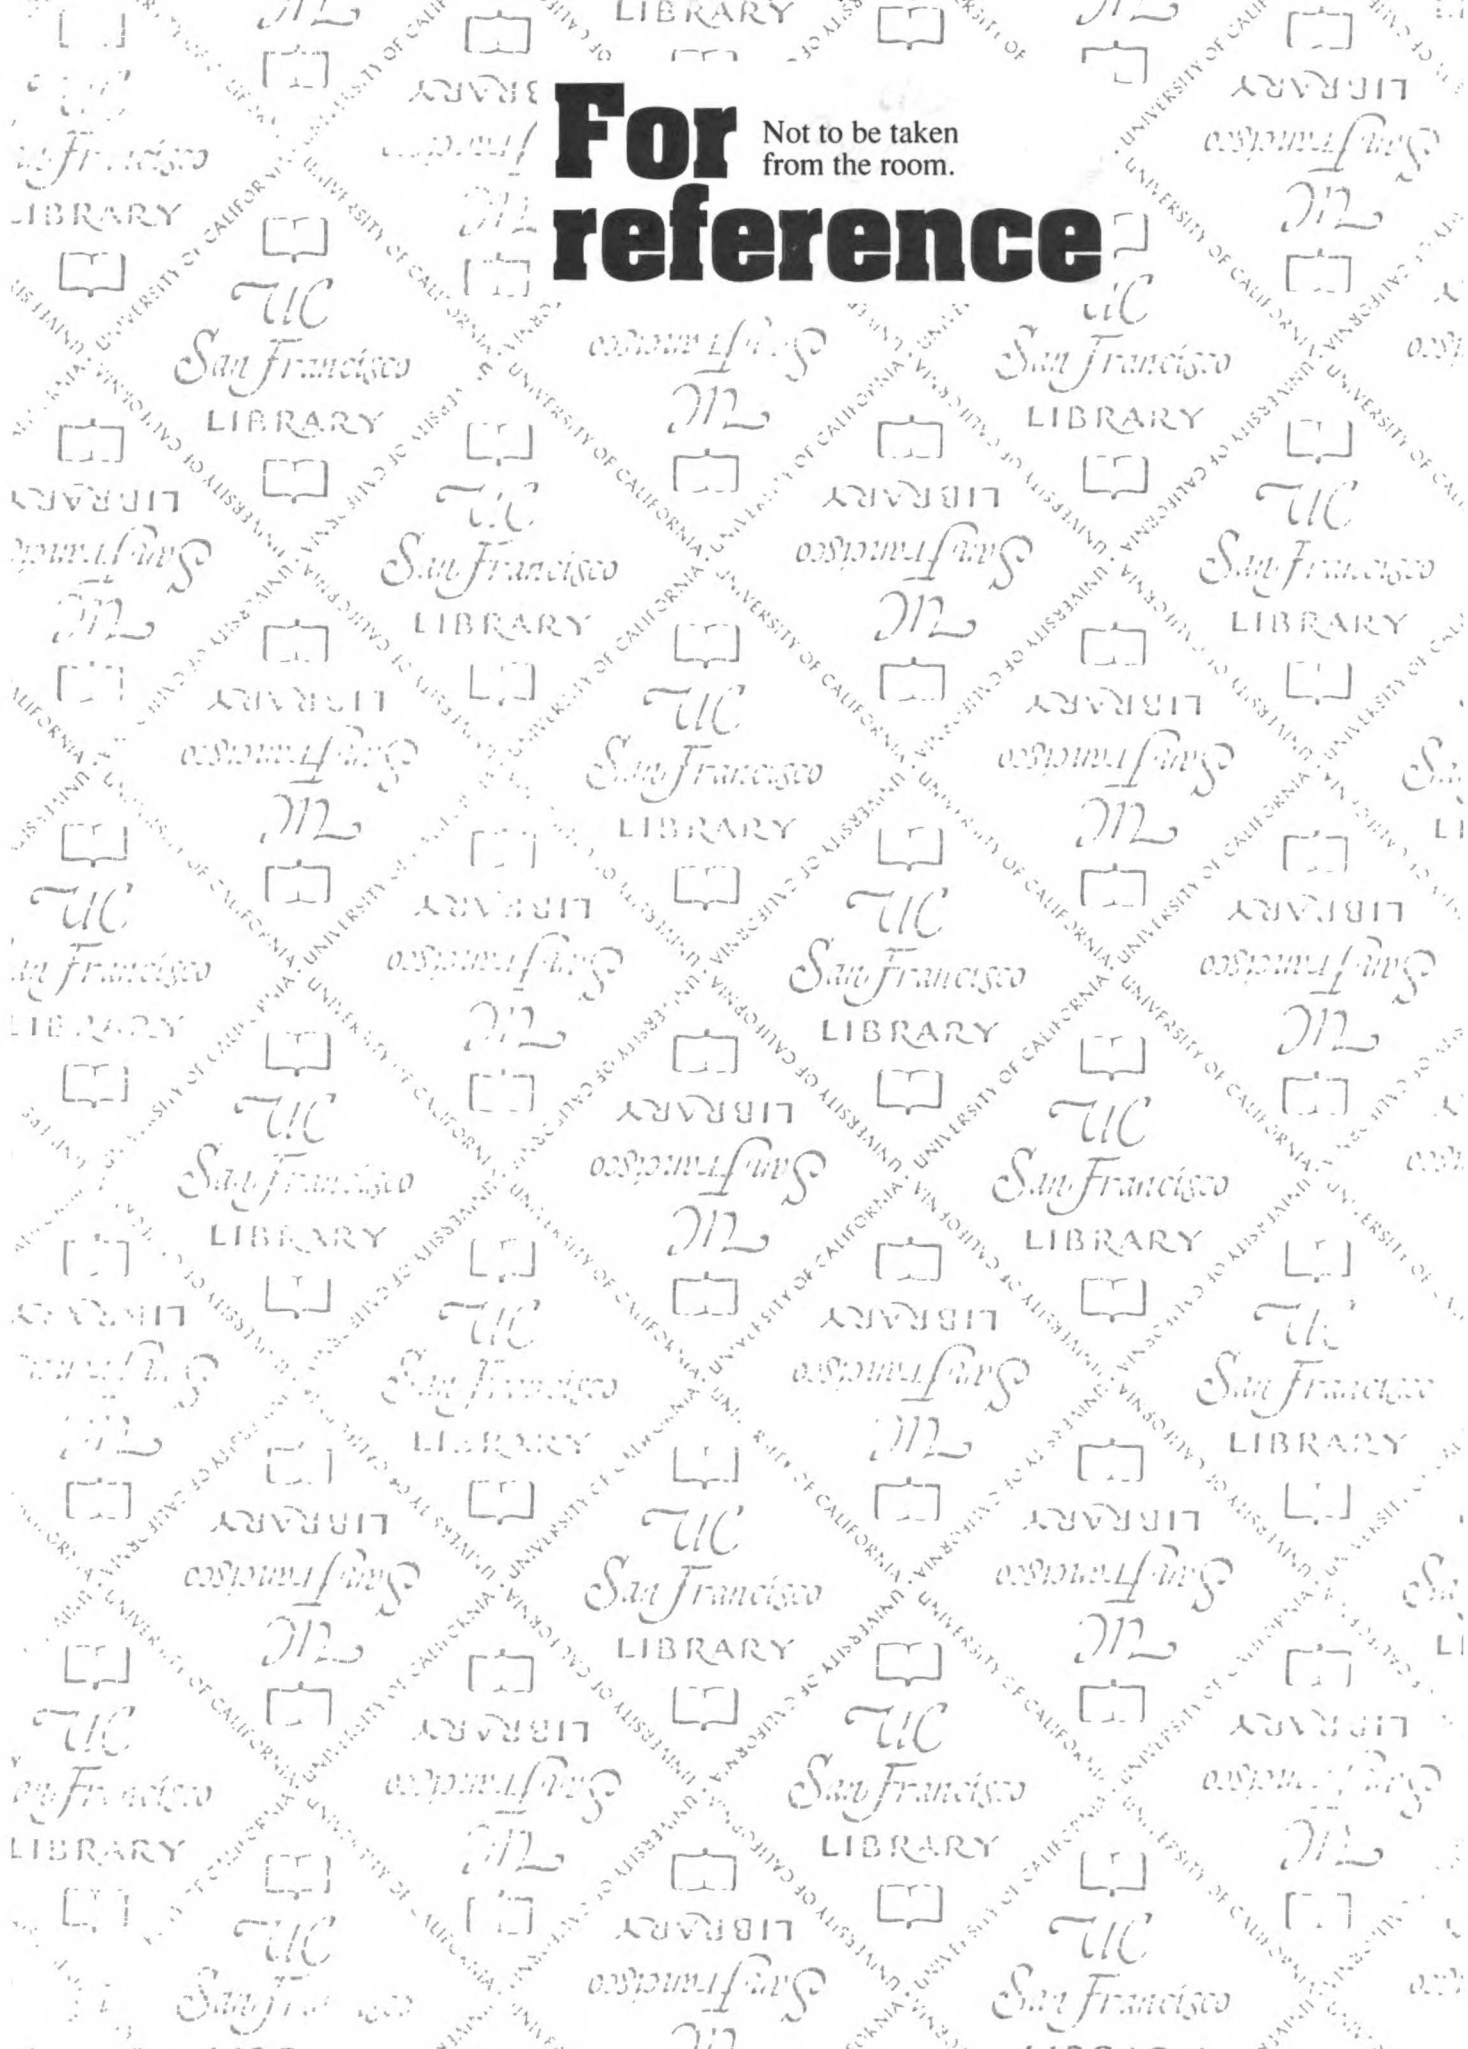 For
Not to be taken
from the room.
reference
UC
San Francisco
LIBRARY
UNIVERSITY OF CALIFORNIA